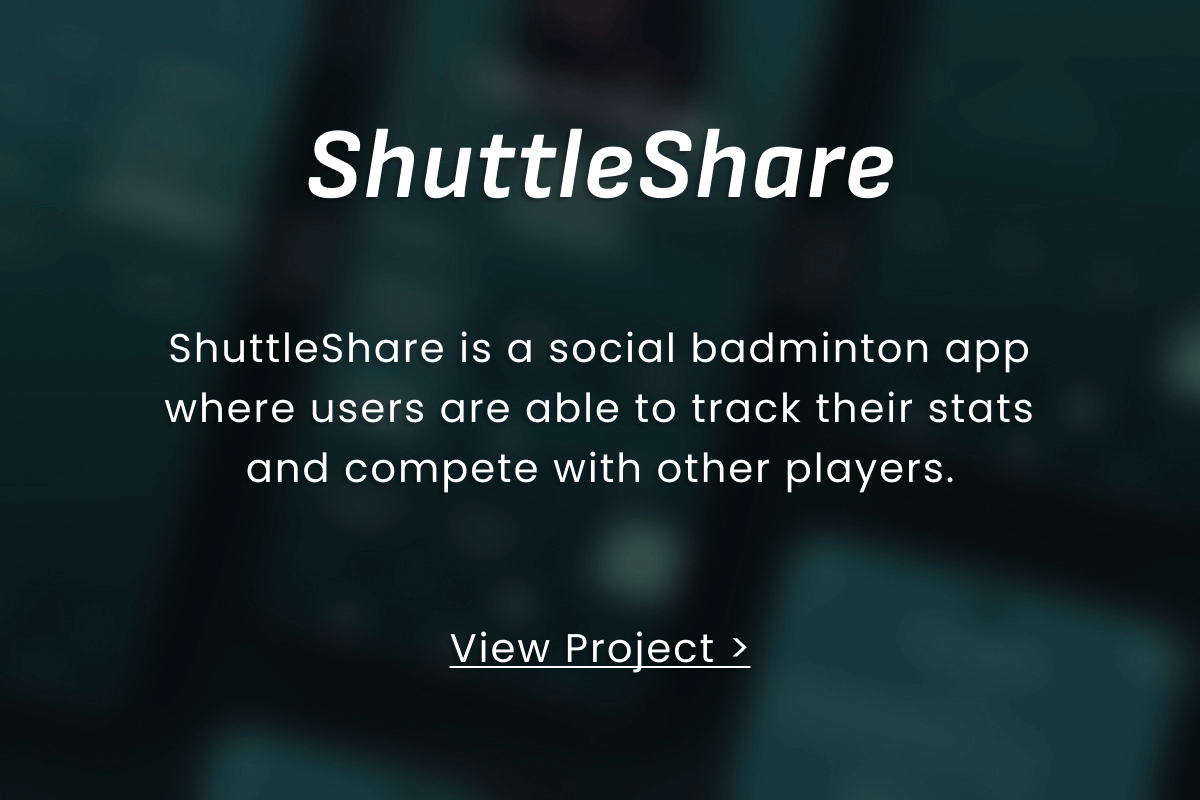 ShuttleShare
ShuttleShare is a social badminton app
where users are able to track their stats
and compete with other players.
View Project >